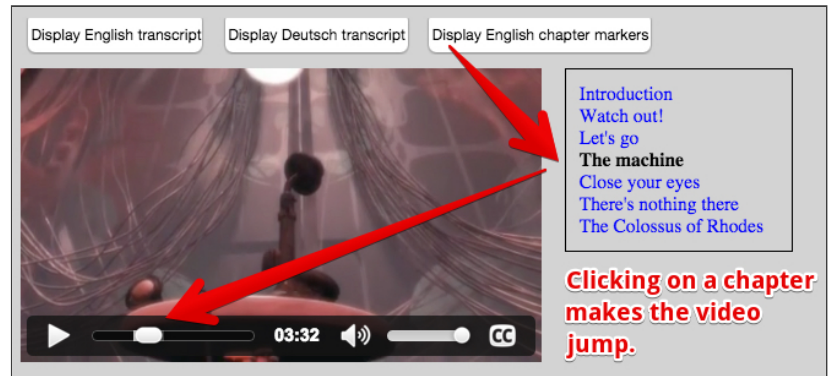 Display English transcript
Display Deutsch transcript
Display English chapter markers
Introduction
Watch out!
Let's go
The machine
Close your eyes
There's nothing there
The Colossus of Rhodes
Clicking on a chapter
makes the video
jump.
03:32
CC